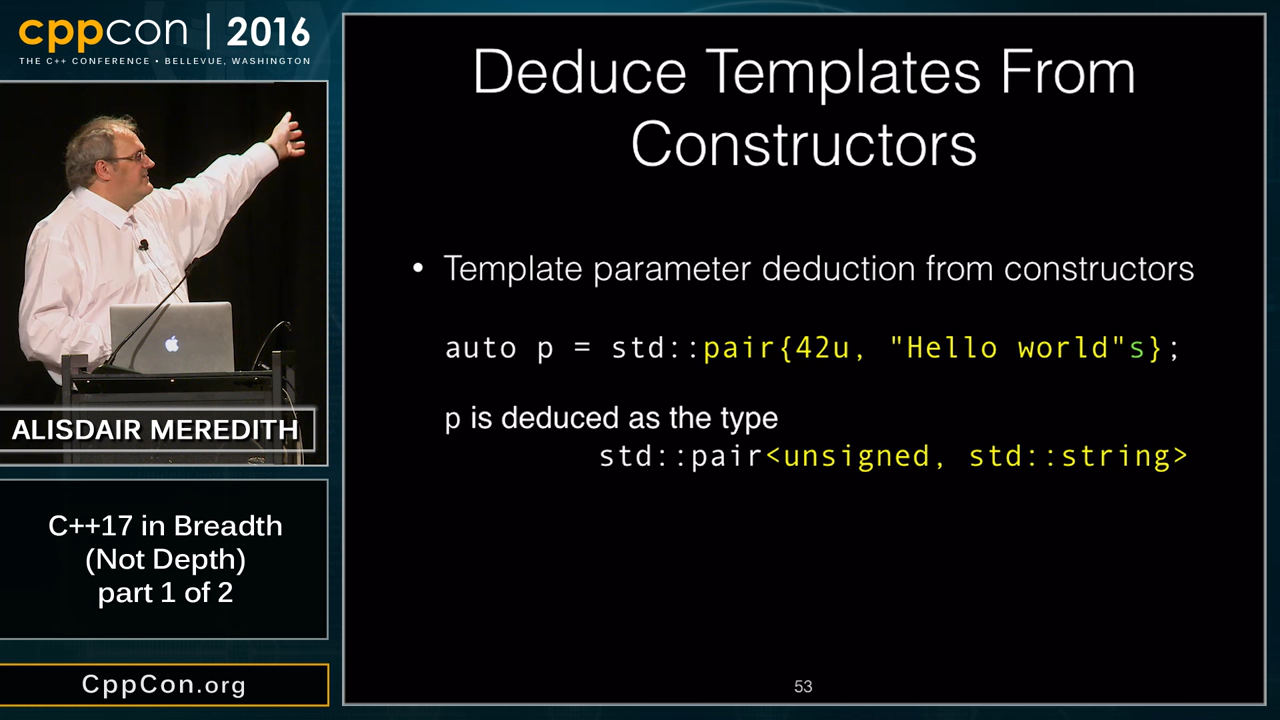 cppcon | 2016
THE C++ CONFERENCE • BELLEVUE, WASHINGTON
ALISDAIR MEREDITH
C++17 in Breadth
(Not Depth)
part 1 of 2
CppCon.org
Deduce Templates From
Constructors
• Template parameter deduction from constructors
auto p = std::pair{42u, "Hello world"s};
p is deduced as the type
std::pair<unsigned, std::string>
53